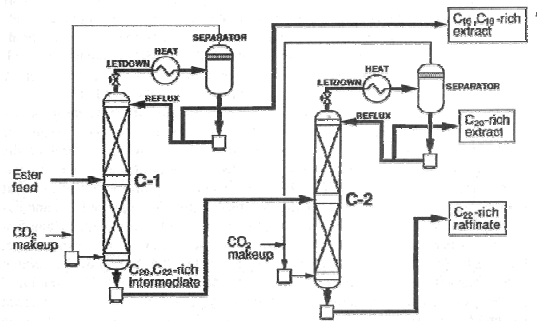 C16,C18-rich
extract
SEPARATOR
HEAT
LETDOWN
REFLUX
HEAT
LETDOWN
SEPARATOR
REFLUX
C20-rich
extract
Ester
feed
C-1
C-2
C22-rich
raffinate
CO2
makeup
CO2
makeup
C20,C22-rich
intermediate